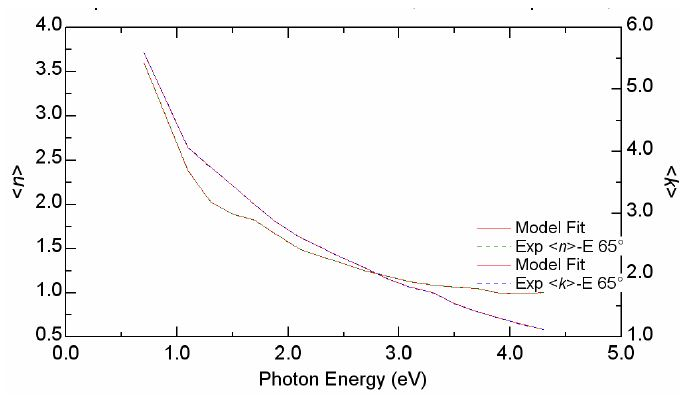 4.0
3.5
3.0
2.5
2.0
1.5
1.0
0.5
<n>
6.0
5.0
4.0
3.0
2.0
1.0
<k>
Model Fit
Exp <n>-E 65°
Model Fit
Exp <k>-E 65°
0.0 1.0 2.0 3.0 4.0 5.0
Photon Energy (eV)